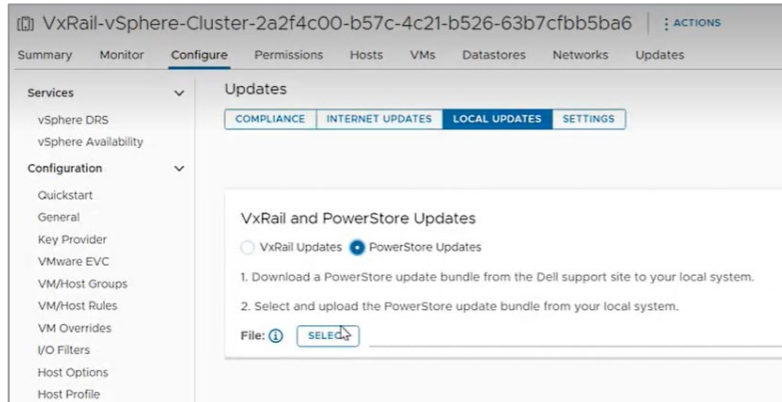 VxRail-vSphere-Cluster-2a2f4c00-b57c-4c21-b526-63b7cfbb5ba6 ACTIONS
Summary Monitor Configure Permissions Hosts VMs Datastores Networks Updates
Services
vSphere DRS
vSphere Availability
Configuration
Quickstart
General
Key Provider
VMware EVC
VM/Host Groups
VM/Host Rules
VM Overrides
I/O Filters
Host Options
Host Profile
Updates
COMPLIANCE INTERNET UPDATES LOCAL UPDATES SETTINGS
VxRail and PowerStore Updates
VxRail Updates PowerStore Updates
1. Download a PowerStore update bundle from the Dell support site to your local system.
2. Select and upload the PowerStore update bundle from your local system.
File: SELECT